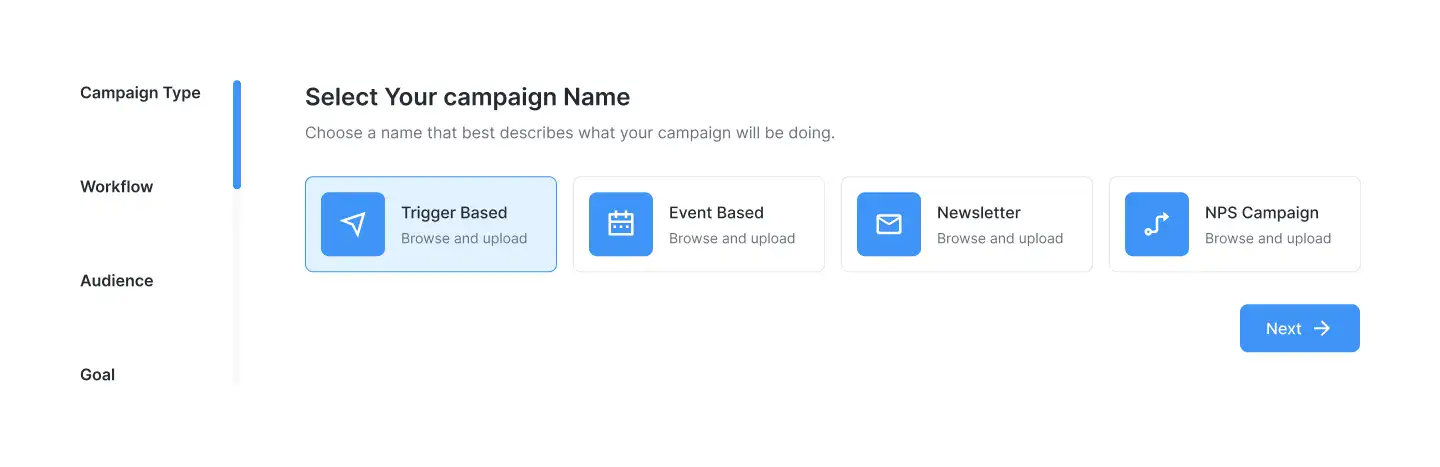 Campaign Type
Workflow
Audience
Goal
Select Your campaign Name
Choose a name that best describes what your campaign will be doing.
Trigger Based
Browse and upload
Event Based
Browse and upload
Newsletter
Browse and upload
NPS Campaign
Browse and upload
Next